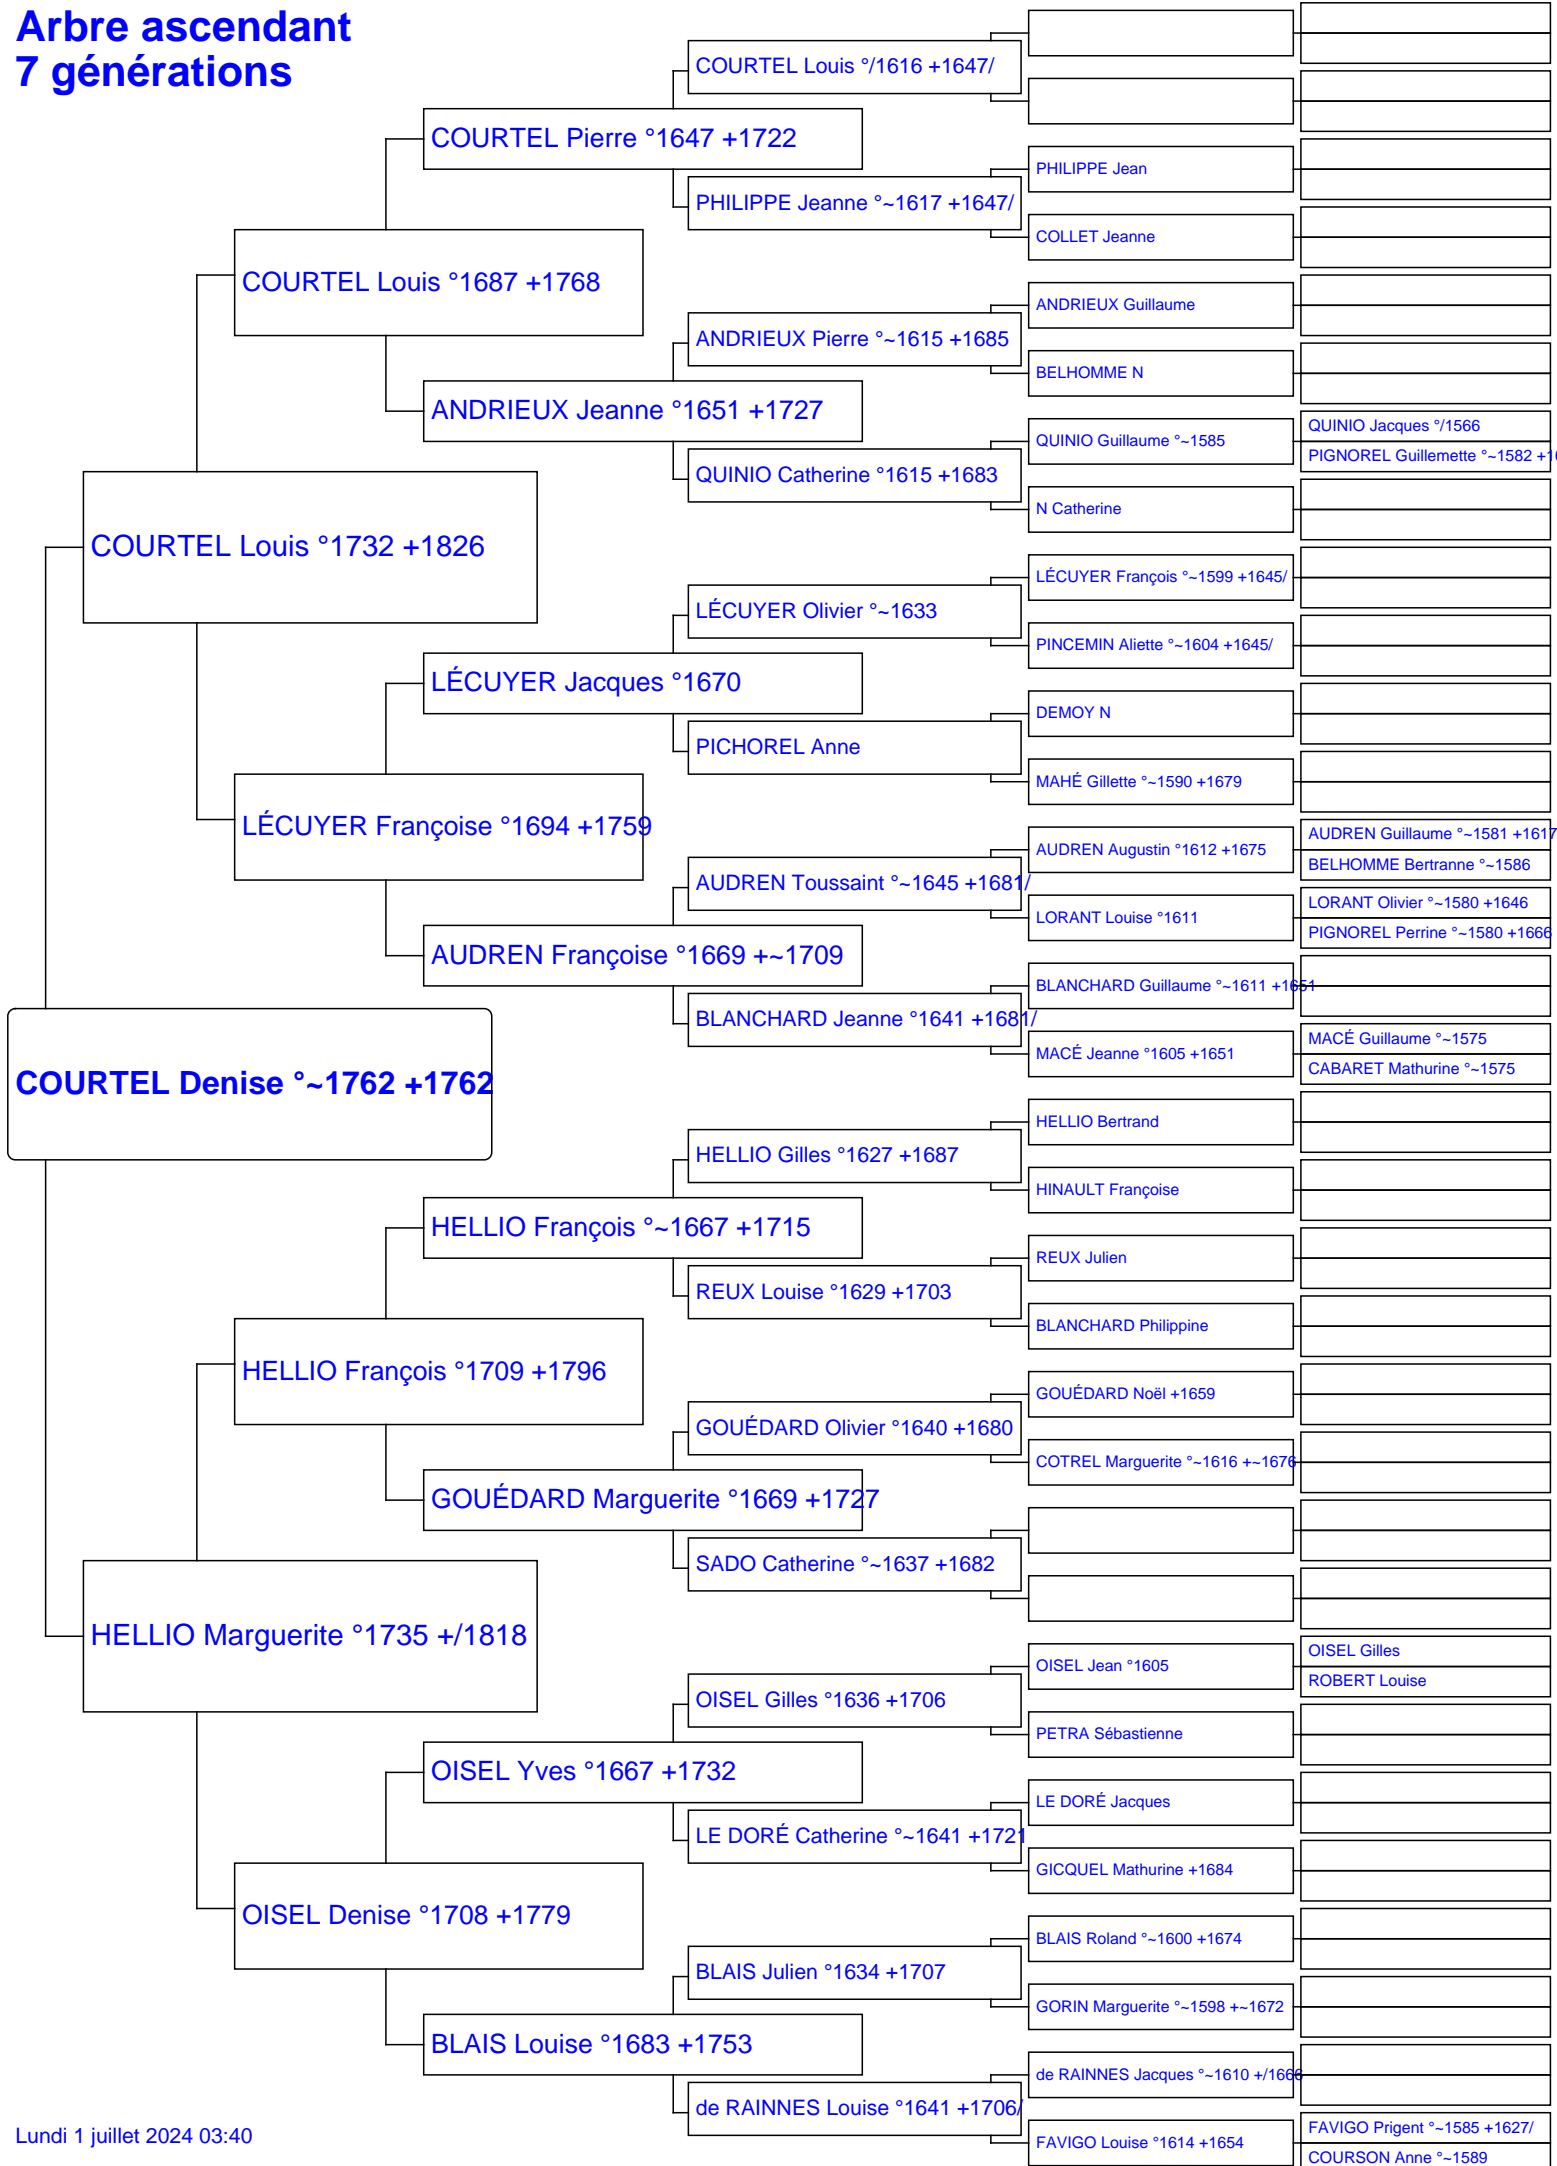 Arbre ascendant
7 générations
COURTEL Louis °/1616 +1647/
COURTEL Pierre °1647 +1722
PHILIPPE Jean
PHILIPPE Jeanne °~1617 +1647/
COLLET Jeanne
COURTEL Louis °1687 +1768
ANDRIEUX Guillaume
ANDRIEUX Pierre °~1615 +1685
BELHOMME N
ANDRIEUX Jeanne °1651 +1727
QUINIO Jacques °/1566
QUINIO Guillaume °~1585
PIGNOREL Guillemette °~1582
QUINIO Catherine °1615 +1683
N Catherine
COURTEL Louis °1732 +1826
LÉCUYER François °~1599 +1645/
LÉCUYER Olivier °~1633
PINCEMIN Aliette °~1604 +1645/
LÉCUYER Jacques °1670
DEMOY N
PICHOREL Anne
MAHÉ Gillette °~1590 +1679
LÉCUYER Françoise °1694 +1759
AUDREN Guillaume °~1581 +1617
AUDREN Augustin °1612 +1675
BELHOMME Bertranne °~1586
AUDREN Toussaint °~1645 +1681/
LORANT Olivier °~1580 +1646
LORANT Louise °1611
PIGNOREL Perrine °~1580 +1666
AUDREN Françoise °1669 +~1709
BLANCHARD Guillaume °~1611 +1651
BLANCHARD Jeanne °1641 +1681/
MACÉ Guillaume °~1575
MACÉ Jeanne °1605 +1651
CABARET Mathurine °~1575
COURTEL Denise °~1762 +1762
HELLIO Bertrand
HELLIO Gilles °1627 +1687
HINAULT Françoise
HELLIO François °~1667 +1715
REUX Julien
REUX Louise °1629 +1703
BLANCHARD Philippine
HELLIO François °1709 +1796
GOUÉDARD Noël +1659
GOUÉDARD Olivier °1640 +1680
COTREL Marguerite °~1616 +~1676
GOUÉDARD Marguerite °1669 +1727
SADO Catherine °~1637 +1682
HELLIO Marguerite °1735 +/1818
OISEL Gilles
OISEL Jean °1605
ROBERT Louise
OISEL Gilles °1636 +1706
PETRA Sébastienne
OISEL Yves °1667 +1732
LE DORÉ Jacques
LE DORÉ Catherine °~1641 +1721
GICQUEL Mathurine +1684
OISEL Denise °1708 +1779
BLAIS Roland °~1600 +1674
BLAIS Julien °1634 +1707
GORIN Marguerite °~1598 +~1672
BLAIS Louise °1683 +1753
de RAINNES Jacques °~1610 +/1666
de RAINNES Louise °1641 +1706/
FAVIGO Prigent °~1585 +1627/
FAVIGO Louise °1614 +1654
COURSON Anne °~1589
Lundi 1 juillet 2024 03:40